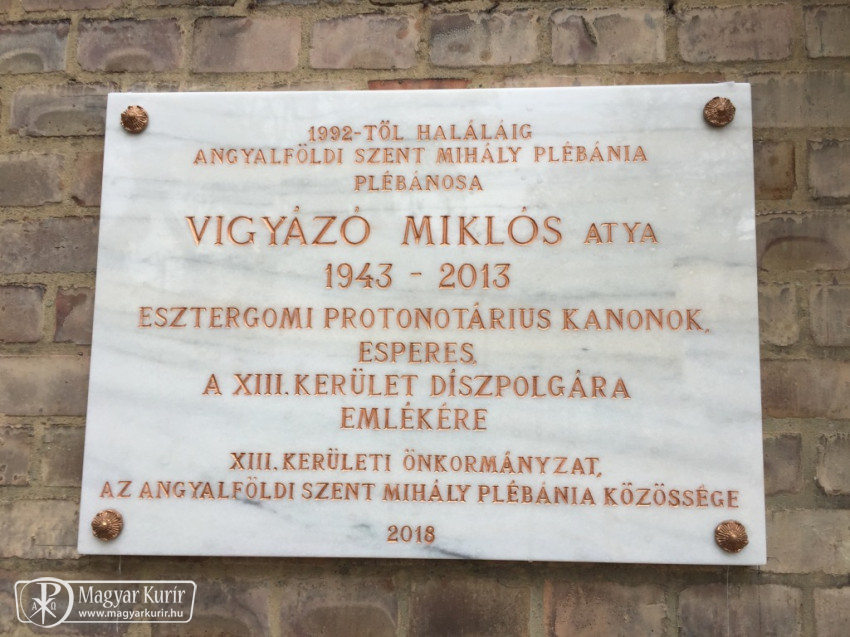 1992-TŐL HALÁLÁIG
ANGYALFÖLDI SZENT MIHÁLY PLÉBÁNIA
PLÉBÁNOSA
VIGYÁZÓ MIKLÓS ATYA
1943 - 2013
ESZTERGOMI PROTONOTÁRIUS KANONOK,
ESPERES,
A XIII. KERÜLET DÍSZPOLGÁRA
EMLÉKÉRE
XIII. KERÜLETI ÖNKORMÁNYZAT,
AZ ANGYALFÖLDI SZENT MIHÁLY PLÉBÁNIA KÖZÖSSÉGE
2018
Magyar Kurír
www.magyarkurir.hu